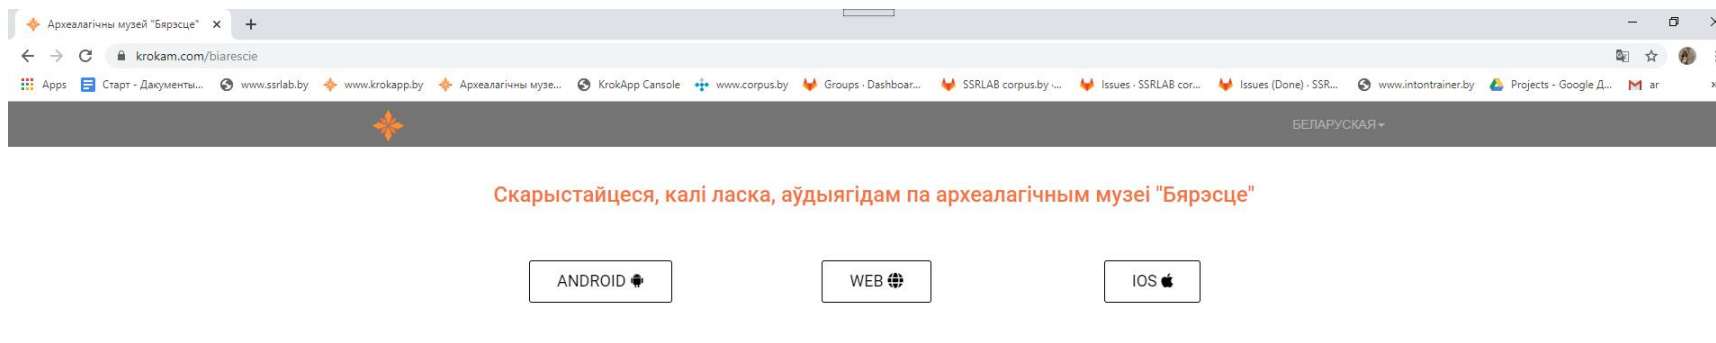 Археалагічны музей "Бярэсце"
krokam.com/biarescie
Apps Старт - Дакументы... www.ssrlab.by www.krokapp.by Археалагічны музе... KrokApp Cansole www.corpus.by Groups · Dashboar... SSRLAB corpus.by ·... Issues · SSRLAB cor... Issues (Done) · SSR... www.intontrainer.by Projects - Google Д... ar
БЕЛАРУСКАЯ
Скарыстайцеся, калі ласка, аўдыягідам па археалагічным музеі "Бярэсце"
ANDROID WEB IOS